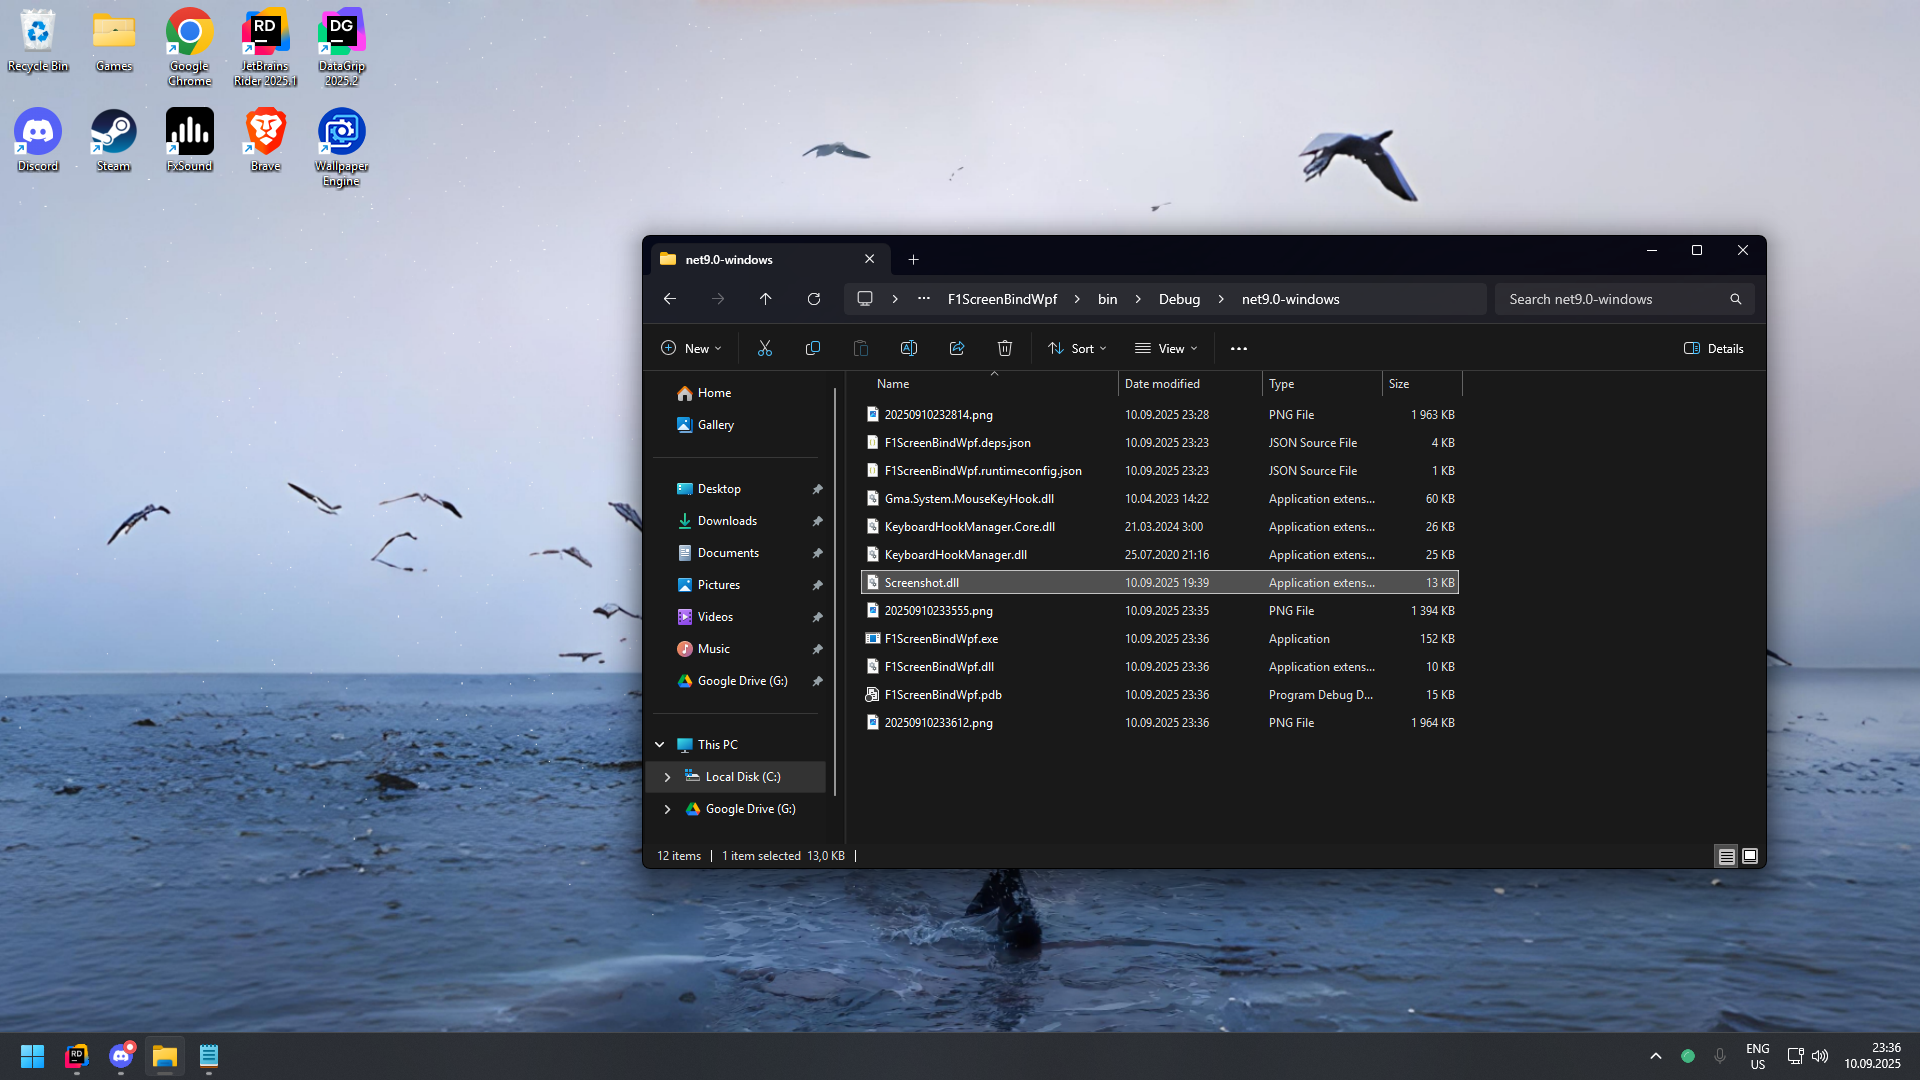 Recycle Bin
Games
Google
Chrome
RD
JetBrains
Rider 2025.1
DG
DataGrip
2025.2
Discord
Steam
FxSound
Brave
Wallpaper
Engine
net9.0-windows
F1ScreenBindWpf
bin
Debug
net9.0-windows
Search net9.0-windows
New
Sort
View
Details
Home
Gallery
Desktop
Downloads
Documents
Pictures
Videos
Music
Google Drive (G:)
This PC
Local Disk (C:)
Google Drive (G:)
Name Date modified Type Size
20250910232814.png 10.09.2025 23:28 PNG File 1 963 KB
F1ScreenBindWpf.deps.json 10.09.2025 23:23 JSON Source File 4 KB
F1ScreenBindWpf.runtimeconfig.json 10.09.2025 23:23 JSON Source File 1 KB
Gma.System.MouseKeyHook.dll 10.04.2023 14:22 Application extens... 60 KB
KeyboardHookManager.Core.dll 21.03.2024 3:00 Application extens... 26 KB
KeyboardHookManager.dll 25.07.2020 21:16 Application extens... 25 KB
Screenshot.dll 10.09.2025 19:39 Application extens... 13 KB
20250910233555.png 10.09.2025 23:35 PNG File 1 394 KB
F1ScreenBindWpf.exe 10.09.2025 23:36 Application 152 KB
F1ScreenBindWpf.dll 10.09.2025 23:36 Application extens... 10 KB
F1ScreenBindWpf.pdb 10.09.2025 23:36 Program Debug D... 15 KB
20250910233612.png 10.09.2025 23:36 PNG File 1 964 KB
12 items 1 item selected 13,0 KB
RD
ENG
US
23:36
10.09.2025